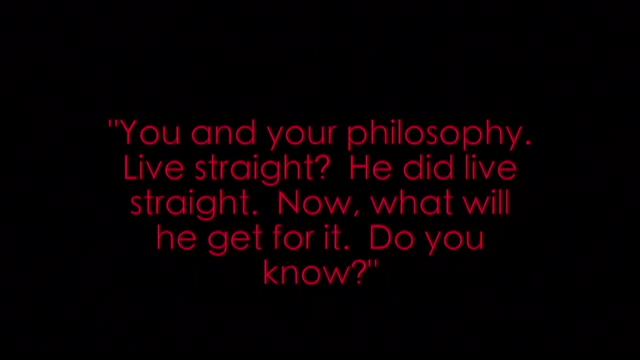 "You and your philosophy.
Live straight?  He did live
straight.  Now, what will
he get for it.  Do you
know?"